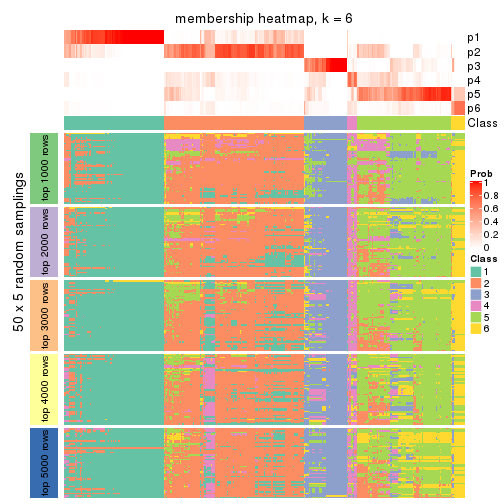 membership heatmap, k = 6
p1
p2
p3
p4
p5
p6
Class
50 x 5 random samplings
top 1000 rows
top 2000 rows
top 3000 rows
top 4000 rows
top 5000 rows
Prob
1
0.8
0.6
0.4
0.2
0
Class
1
2
3
4
5
6